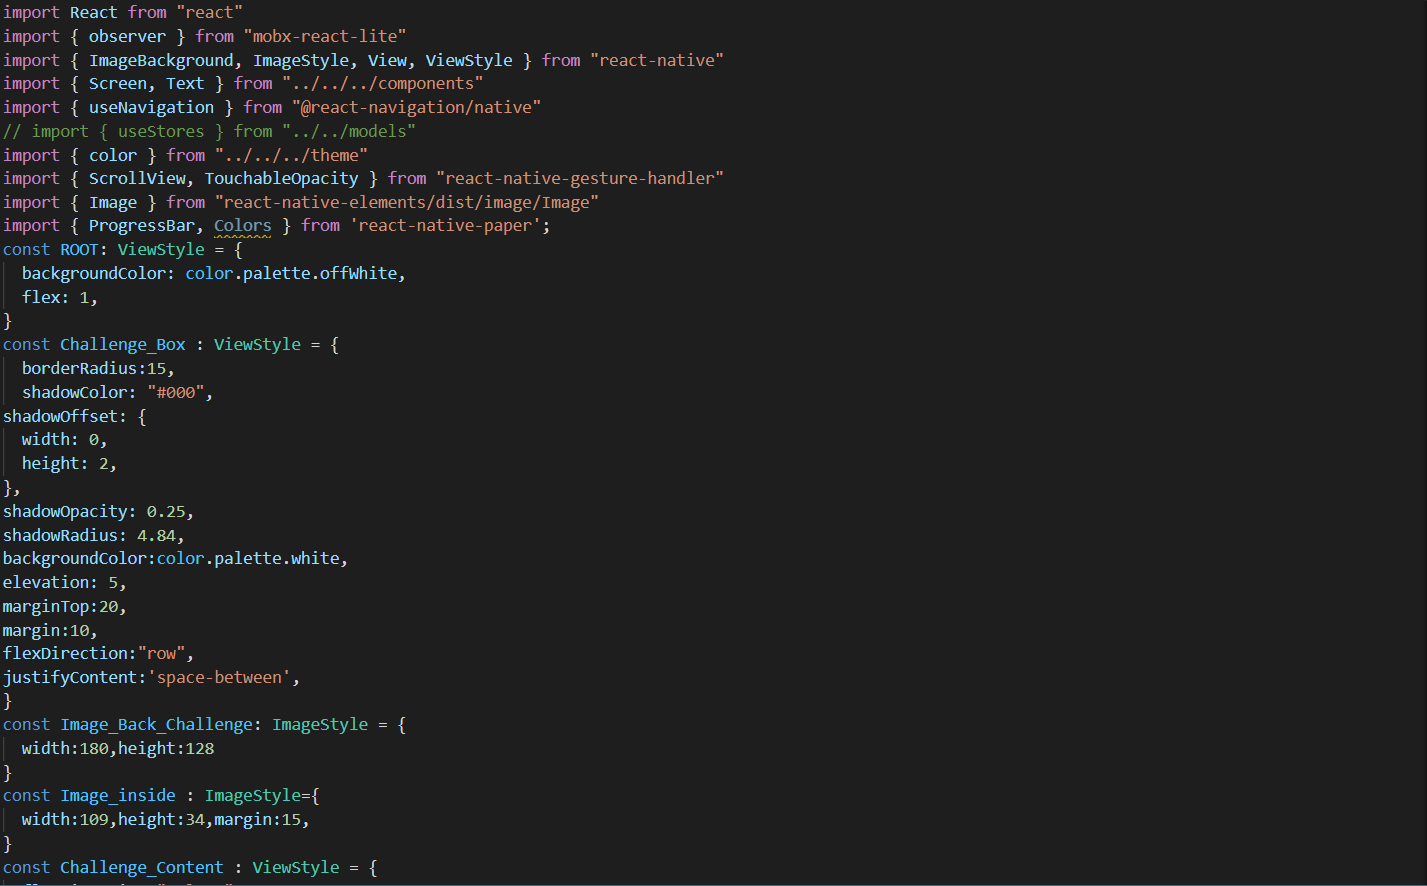 import React from "react"
import { observer } from "mobx-react-lite"
import { ImageBackground, ImageStyle, View, ViewStyle } from "react-native"
import { Screen, Text } from "../../../components"
import { useNavigation } from "@react-navigation/native"
// import { useStores } from "../../models"
import { color } from "../../../theme"
import { ScrollView, TouchableOpacity } from "react-native-gesture-handler"
import { Image } from "react-native-elements/dist/image/Image"
import { ProgressBar, Colors } from 'react-native-paper';
const ROOT: ViewStyle = {
  backgroundColor: color.palette.offWhite,
  flex: 1,
}
const Challenge_Box : ViewStyle = {
  borderRadius:15,
  shadowColor: "#000",
shadowOffset: {
  width: 0,
  height: 2,
},
shadowOpacity: 0.25,
shadowRadius: 4.84,
backgroundColor:color.palette.white,
elevation: 5,
marginTop:20,
margin:10,
flexDirection:"row",
justifyContent:'space-between',
}
const Image_Back_Challenge: ImageStyle = {
  width:180,height:128
}
const Image_inside : ImageStyle={
  width:109,height:34,margin:15,
}
const Challenge_Content : ViewStyle = {